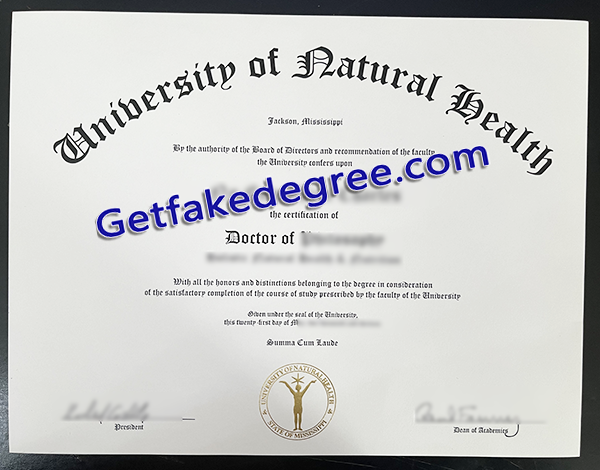 University of Natural Health
Jackson, Mississippi
By the authority of the Board of Directors and recommendation of the faculty
the University confers upon
Getfakedegree.com
the certification of
Doctor of
With all the honors and distinctions belonging to the degree in consideration
of the satisfactory completion of the course of study prescribed by the faculty of the University
Given under the seal of the University,
this twenty-first day of
Summa Cum Laude
UNIVERSITY OF NATURAL HEALTH
STATE OF MISSISSIPPI
President
Dean of Academics